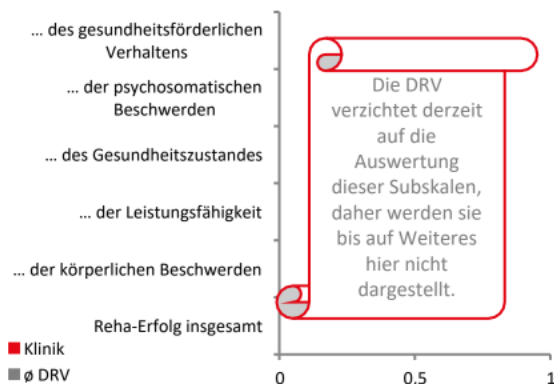 ... des gesundheitsförderlichen
Verhaltens
... der psychosomatischen
Beschwerden
... des Gesundheitszustandes
... der Leistungsfähigkeit
... der körperlichen Beschwerden
Reha-Erfolg insgesamt
Die DRV
verzichtet derzeit
auf die
Auswertung
dieser Subskalen,
daher werden sie
bis auf Weiteres
hier nicht
dargestellt.
Klinik
ø DRV
0 0.5 1